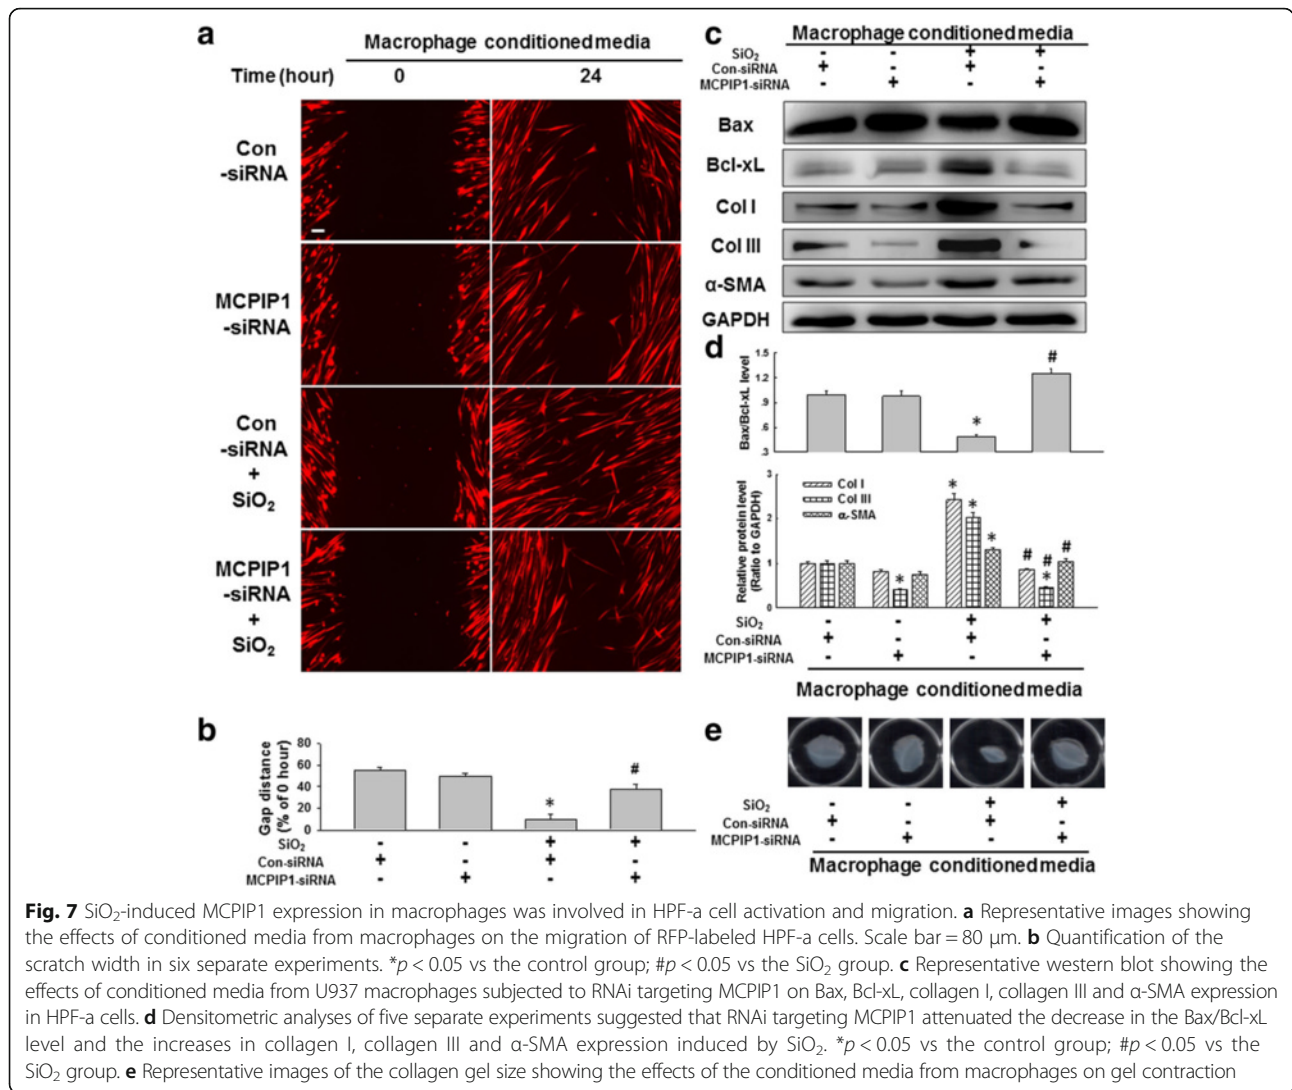 a
Macrophage conditioned media
Time (hour) 0 24
Con
-siRNA
MCPIP1
-siRNA
Con
-siRNA
+
SiO₂
MCPIP1
-siRNA
+
SiO₂
b
Gap distance
(% of 0 hour)
80
60
40
20
0
*
#
SiO₂ - - + +
Con-siRNA + - + -
MCPIP1-siRNA - + - +
c
Macrophage conditioned media
SiO₂ - - + +
Con-siRNA + - + -
MCPIP1-siRNA - + - +
Bax
Bcl-xL
Col I
Col III
α-SMA
GAPDH
d
Bax/Bcl-xL level
1.5
1.2
.9
.6
.3
*
#
Relative protein level
(Ratio to GAPDH)
3
2
1
0
Col I
Col III
α-SMA
*
* * *
# # * #
SiO₂ - - + +
Con-siRNA + - + -
MCPIP1-siRNA - + - +
Macrophage conditioned media
e
SiO₂ - - + +
Con-siRNA + - + -
MCPIP1-siRNA - + - +
Macrophage conditioned media
Fig. 7 SiO₂-induced MCPIP1 expression in macrophages was involved in HPF-a cell activation and migration. a Representative images showing
the effects of conditioned media from macrophages on the migration of RFP-labeled HPF-a cells. Scale bar = 80 μm. b Quantification of the
scratch width in six separate experiments. *p < 0.05 vs the control group; #p < 0.05 vs the SiO₂ group. c Representative western blot showing the
effects of conditioned media from U937 macrophages subjected to RNAi targeting MCPIP1 on Bax, Bcl-xL, collagen I, collagen III and α-SMA expression
in HPF-a cells. d Densitometric analyses of five separate experiments suggested that RNAi targeting MCPIP1 attenuated the decrease in the Bax/Bcl-xL
level and the increases in collagen I, collagen III and α-SMA expression induced by SiO₂. *p < 0.05 vs the control group; #p < 0.05 vs the
SiO₂ group. e Representative images of the collagen gel size showing the effects of the conditioned media from macrophages on gel contraction